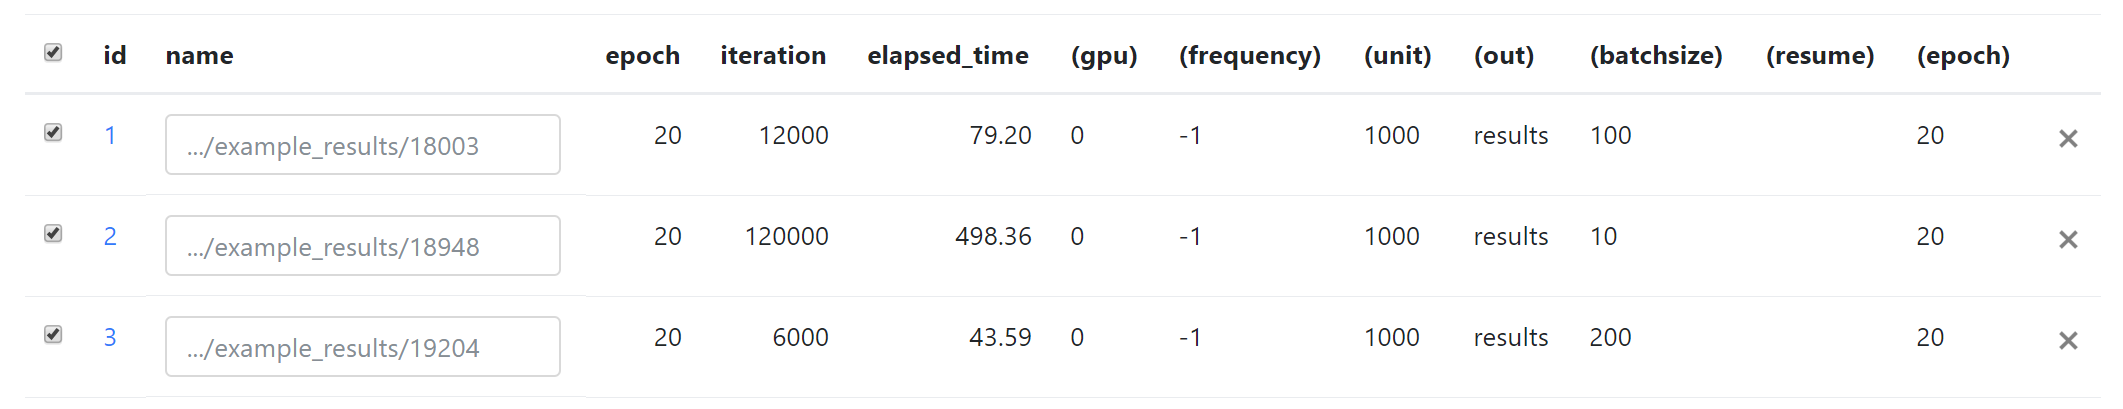 id name epoch iteration elapsed_time (gpu) (frequency) (unit) (out) (batchsize) (resume) (epoch)
1 .../example_results/18003 20 12000 79.20 0 -1 1000 results 100 20
2 .../example_results/18948 20 120000 498.36 0 -1 1000 results 10 20
3 .../example_results/19204 20 6000 43.59 0 -1 1000 results 200 20